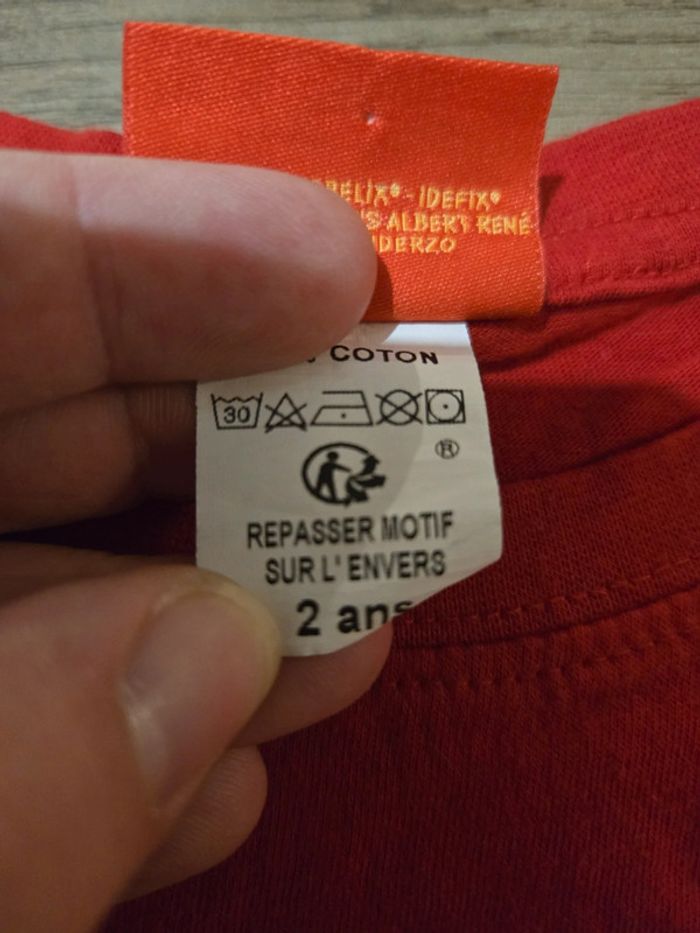 IDEFIX®
ALBERT RENÉ
COTON
30
®
REPASSER MOTIF
SUR L' ENVERS
2 ans